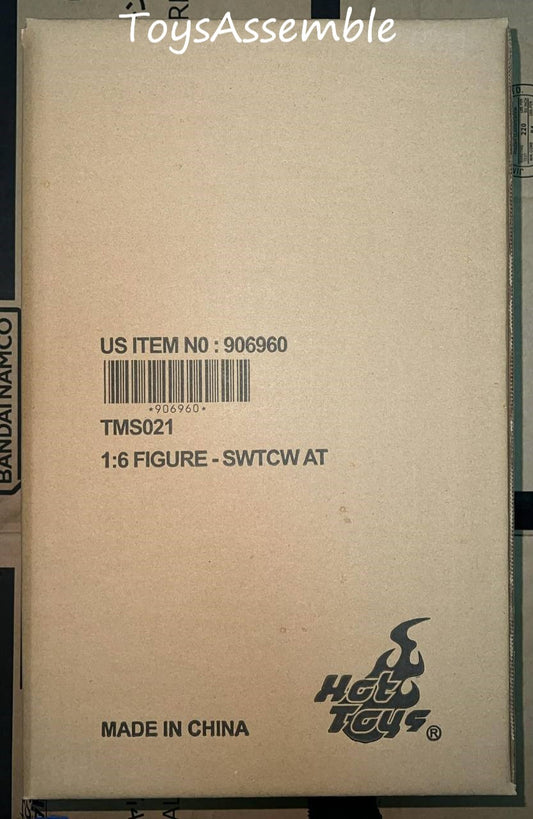 ToysAssemble
US ITEM N0 : 906960
*906960*
TMS021
1:6 FIGURE - SWTCW AT
BANDAI NAMCO
Hot
Toys®
MADE IN CHINA